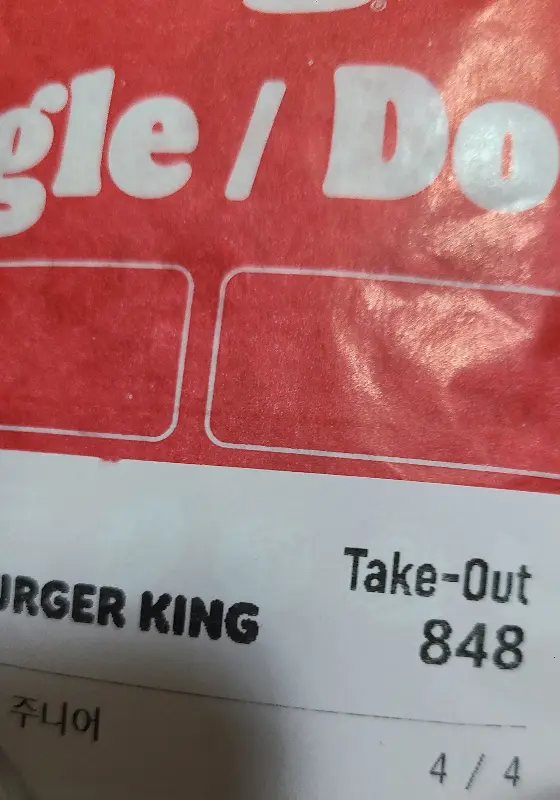 gle / Do
Take-Out
URGER KING
848
주니어
4 / 4